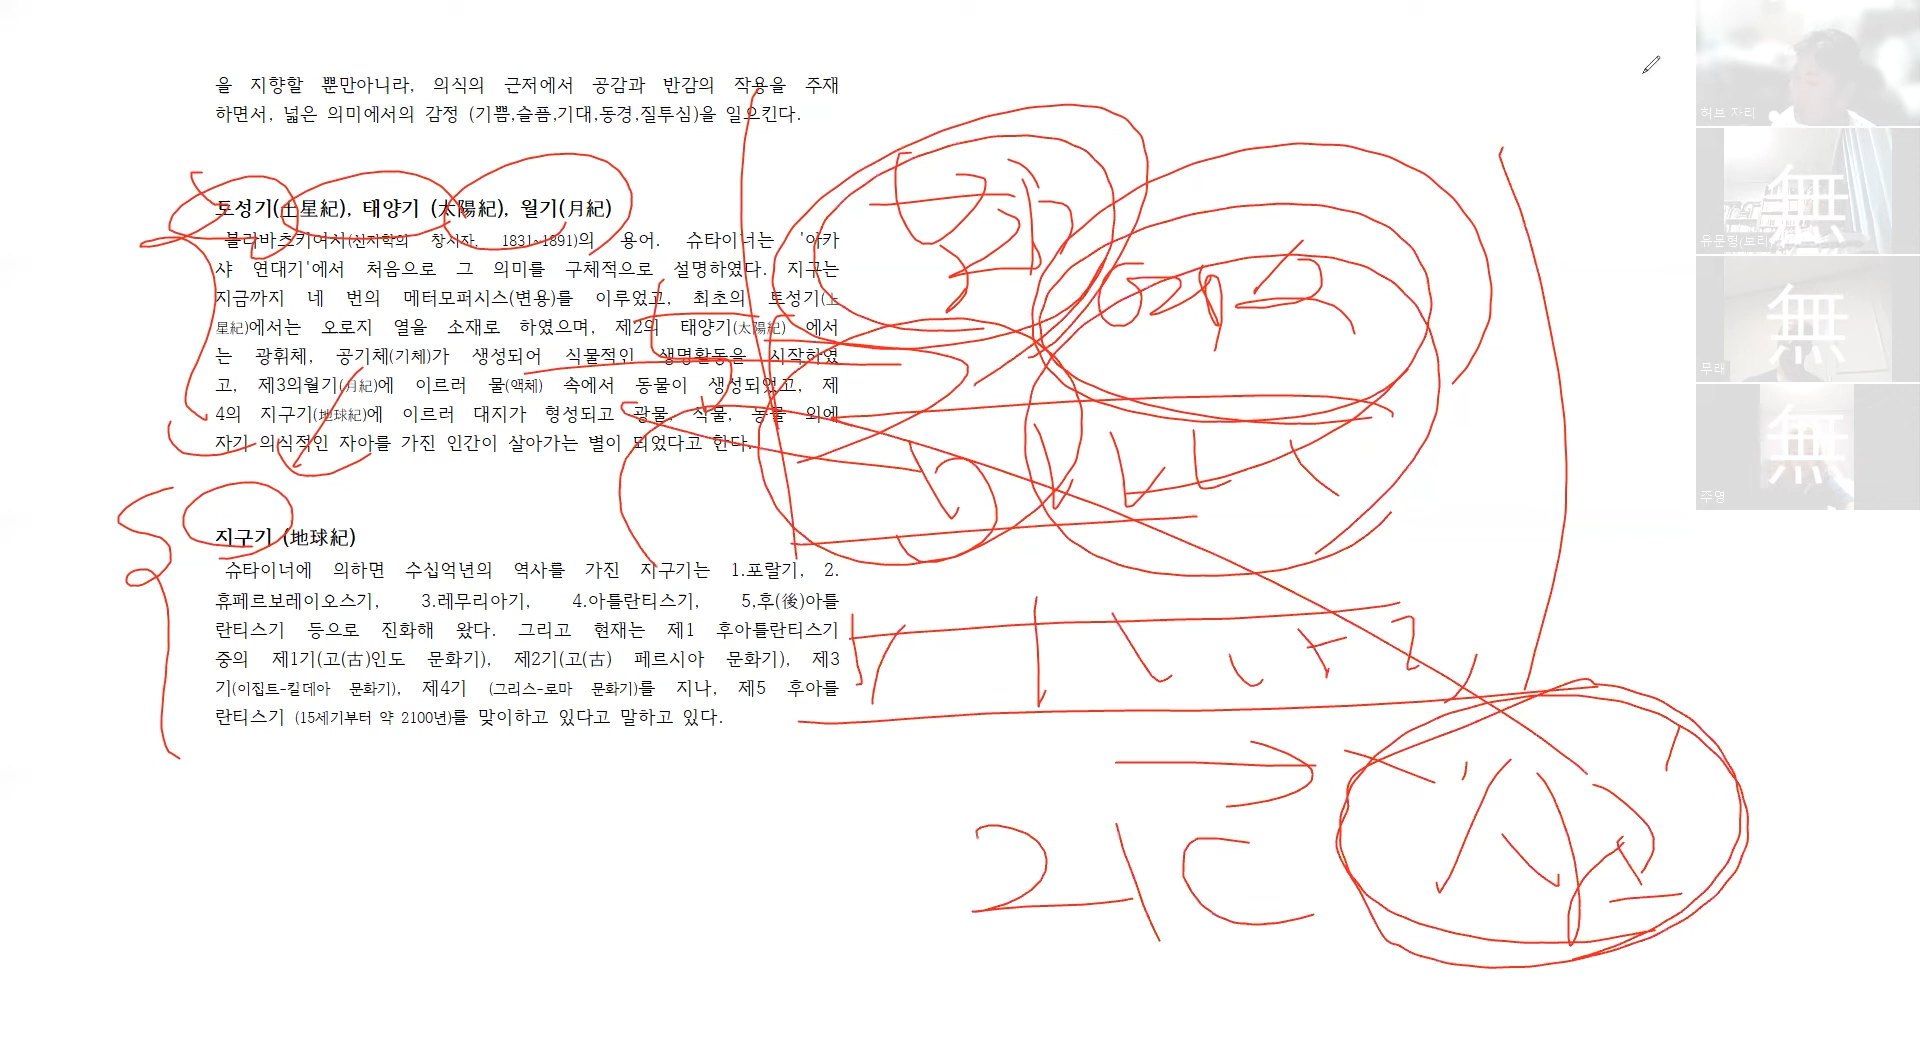 을 지향할 뿐만아니라, 의식의 근저에서 공감과 반감의 작용을 주재
하면서, 넓은 의미에서의 감정 (기쁨,슬픔,기대,동경,질투심)을 일으킨다.
토성기(土星紀), 태양기 (太陽紀), 월기(月紀)
블라바츠키여사(신지학의 창시자, 1831~1891)의 용어. 슈타이너는 '아카
샤 연대기'에서 처음으로 그 의미를 구체적으로 설명하였다. 지구는
지금까지 네 번의 메터모퍼시스(변용)를 이루었고, 최초의 토성기(土
星紀)에서는 오로지 열을 소재로 하였으며, 제2의 태양기(太陽紀) 에서
는 광휘체, 공기체(기체)가 생성되어 식물적인 생명활동을 시작하였
고, 제3의월기(月紀)에 이르러 물(액체) 속에서 동물이 생성되었고, 제
4의 지구기(地球紀)에 이르러 대지가 형성되고 광물, 식물, 동물 외에
자기 의식적인 자아를 가진 인간이 살아가는 별이 되었다고 한다.
지구기 (地球紀)
슈타이너에 의하면 수십억년의 역사를 가진 지구기는 1.포랄기, 2.
휴페르보레이오스기, 3.레무리아기, 4.아틀란티스기, 5,후(後)아틀
란티스기 등으로 진화해 왔다. 그리고 현재는 제1 후아틀란티스기
중의 제1기(고(古)인도 문화기), 제2기(고(古) 페르시아 문화기), 제3
기(이집트-킬데아 문화기), 제4기 (그리스-로마 문화기)를 지나, 제5 후아틀
란티스기 (15세기부터 약 2100년)를 맞이하고 있다고 말하고 있다.
21C
허브 자리
無
유문형(보리
無
무래
無
주영